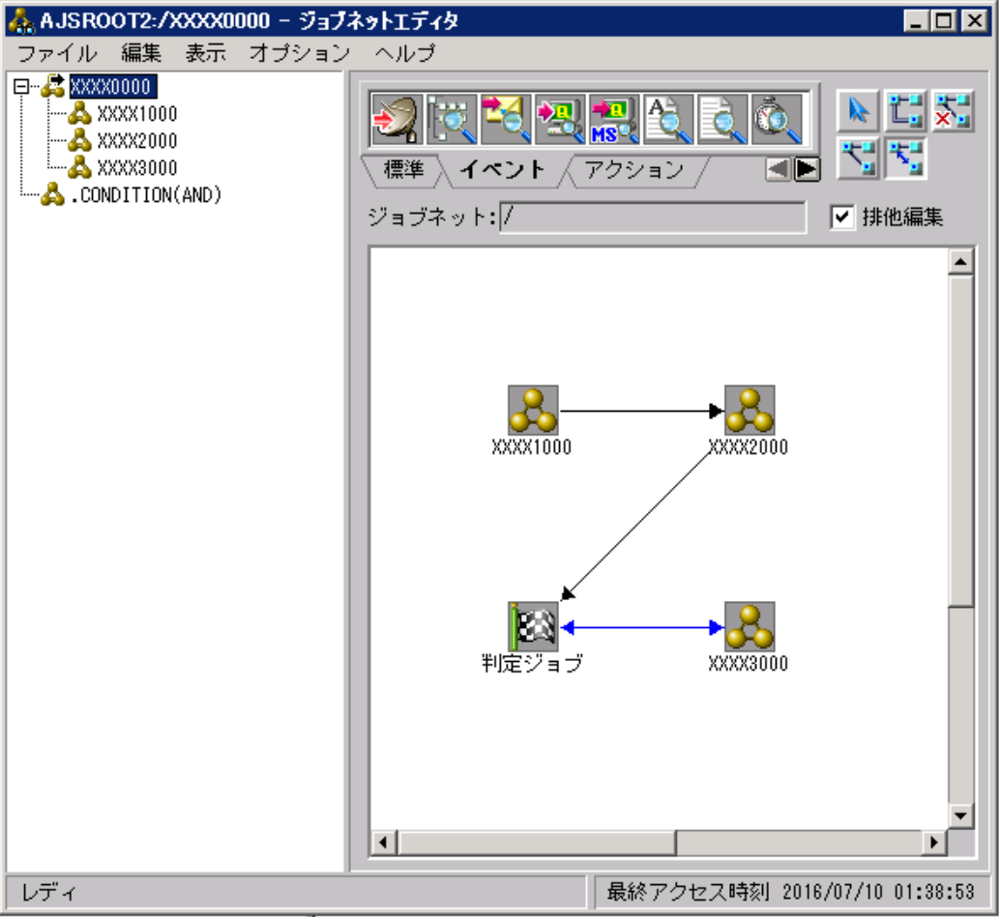 AJSROOT2:/XXXX0000 - ジョブネットエディタ
ファイル 編集 表示 オプション ヘルプ
XXXX0000
XXXX1000
XXXX2000
XXXX3000
.CONDITION(AND)
MS
A
標準 イベント アクション
ジョブネット: / 排他編集
XXXX1000 XXXX2000
判定ジョブ XXXX3000
レディ 最終アクセス時刻 2016/07/10 01:38:53